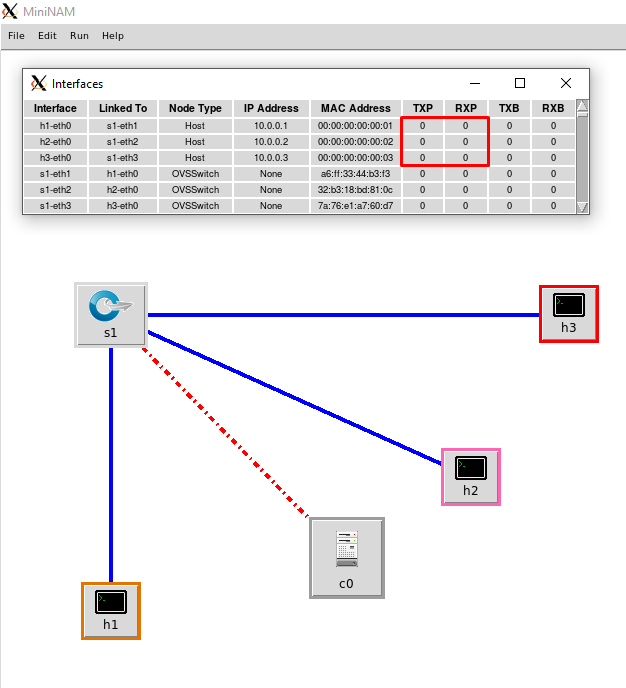 MiniNAM
File Edit Run Help
Interfaces
Interface Linked To Node Type IP Address MAC Address TXP RXP TXB RXB
h1-eth0 s1-eth1 Host 10.0.0.1 00:00:00:00:00:01 0 0 0 0
h2-eth0 s1-eth2 Host 10.0.0.2 00:00:00:00:00:02 0 0 0 0
h3-eth0 s1-eth3 Host 10.0.0.3 00:00:00:00:00:03 0 0 0 0
s1-eth1 h1-eth0 OVSSwitch None a6:ff:33:44:b3:f3 0 0 0 0
s1-eth2 h2-eth0 OVSSwitch None 32:b3:18:bd:81:0c 0 0 0 0
s1-eth3 h3-eth0 OVSSwitch None 7a:76:e1:a7:60:d7 0 0 0 0
s1
h3
h2
c0
h1